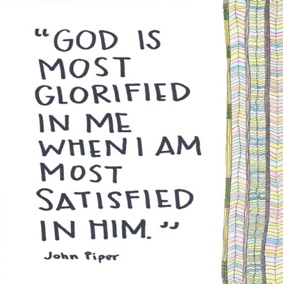 “GOD IS
MOST
GLORIFIED
IN ME
WHEN I AM
MOST
SATISFIED
IN HIM.”
John Piper